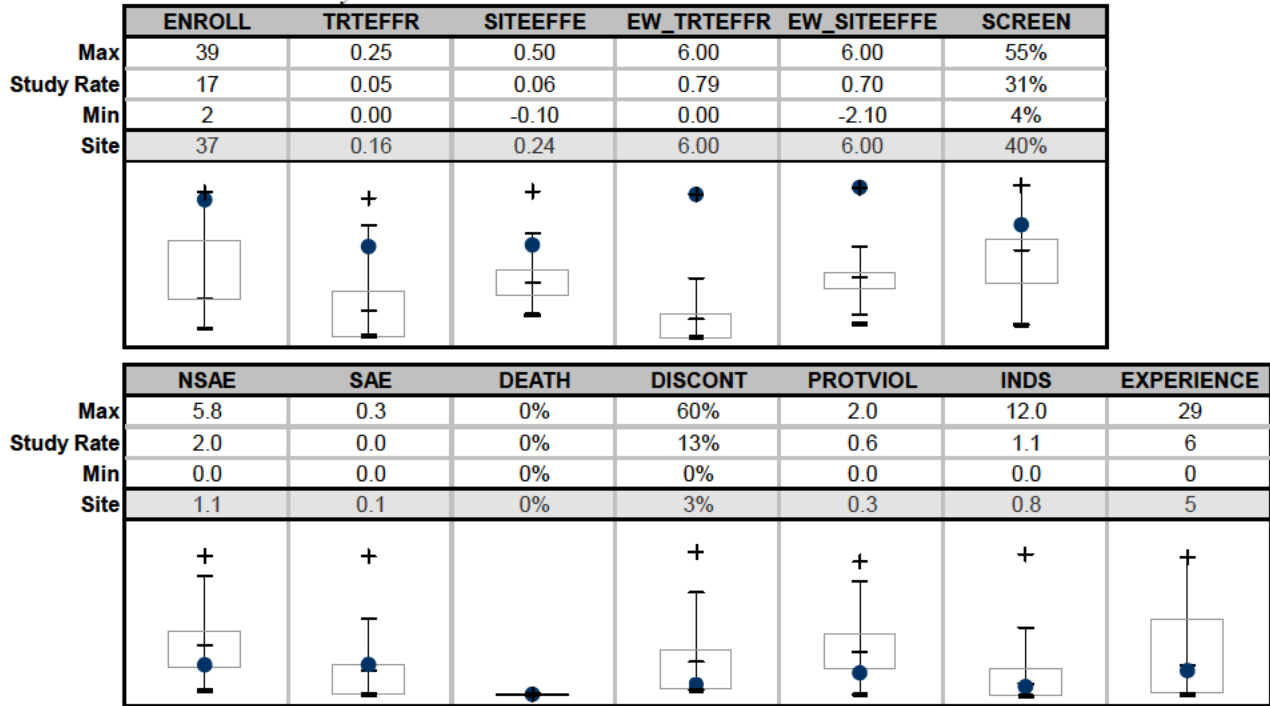 ENROLL TRTEFFR SITEEFFE EW_TRTEFFR EW_SITEEFFE SCREEN
Max 39 0.25 0.50 6.00 6.00 55%
Study Rate 17 0.05 0.06 0.79 0.70 31%
Min 2 0.00 -0.10 0.00 -2.10 4%
Site 37 0.16 0.24 6.00 6.00 40%
NSAE SAE DEATH DISCONT PROTVIOL INDS EXPERIENCE
Max 5.8 0.3 0% 60% 2.0 12.0 29
Study Rate 2.0 0.0 0% 13% 0.6 1.1 6
Min 0.0 0.0 0% 0% 0.0 0.0 0
Site 1.1 0.1 0% 3% 0.3 0.8 5